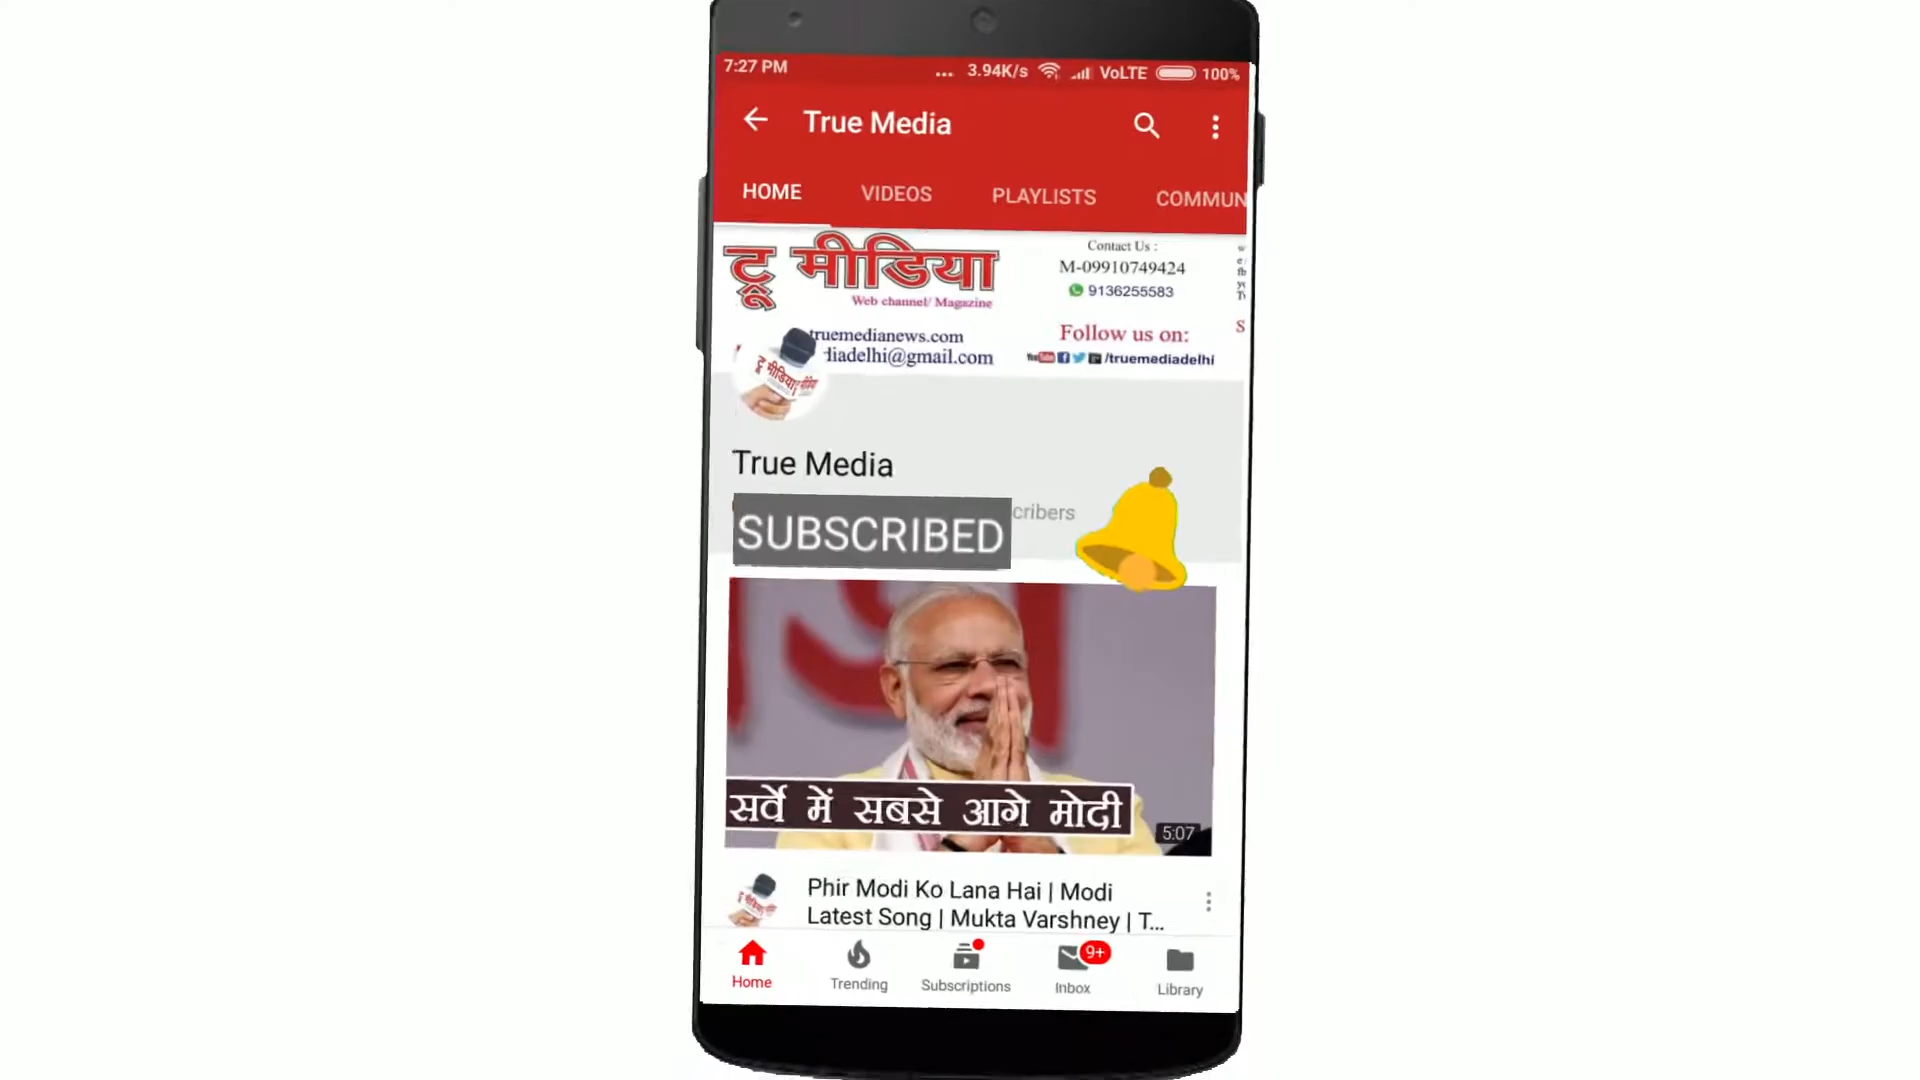 7:27 PM
... 3.94K/s VoLTE 100%
True Media
HOME VIDEOS PLAYLISTS COMMUN
ट्रू मीडिया
Web channel/ Magazine
Contact Us :
M-09910749424
9136255583
truemedianews.com
diadelhi@gmail.com
Follow us on:
/truemediadelhi
True Media
SUBSCRIBED
cribers
सर्वे में सबसे आगे मोदी
5:07
Phir Modi Ko Lana Hai | Modi
Latest Song | Mukta Varshney | T...
9+
Home Trending Subscriptions Inbox Library